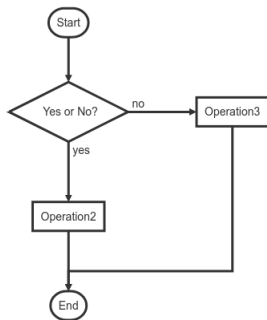 Start
Yes or No?
no
Operation3
yes
Operation2
End